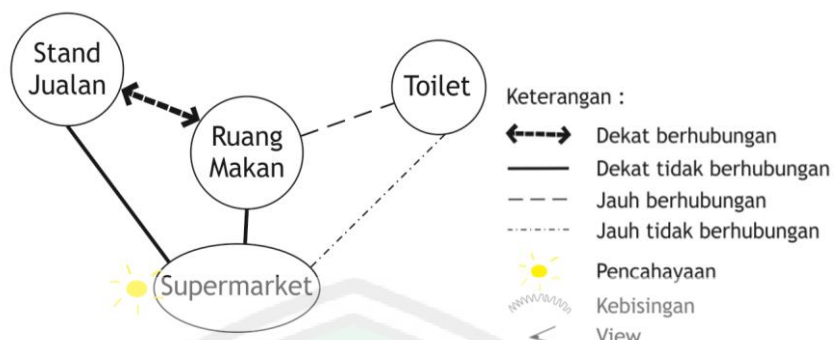 Stand
Jualan
Ruang
Makan
Toilet
Supermarket
Keterangan :
Dekat berhubungan
Dekat tidak berhubungan
Jauh berhubungan
Jauh tidak berhubungan
Pencahayaan
Kebisingan
View